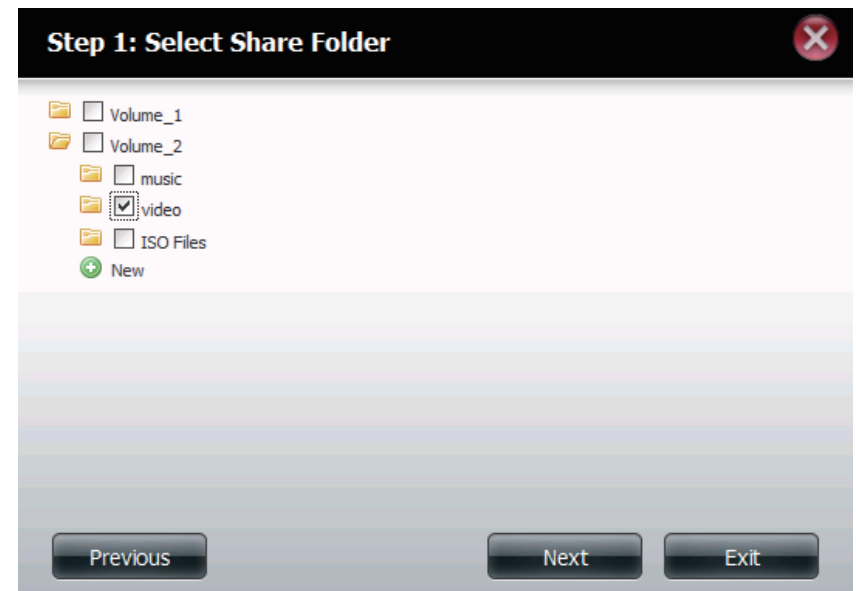 Step 1: Select Share Folder
Volume_1
Volume_2
music
video
ISO Files
New
Previous Next Exit